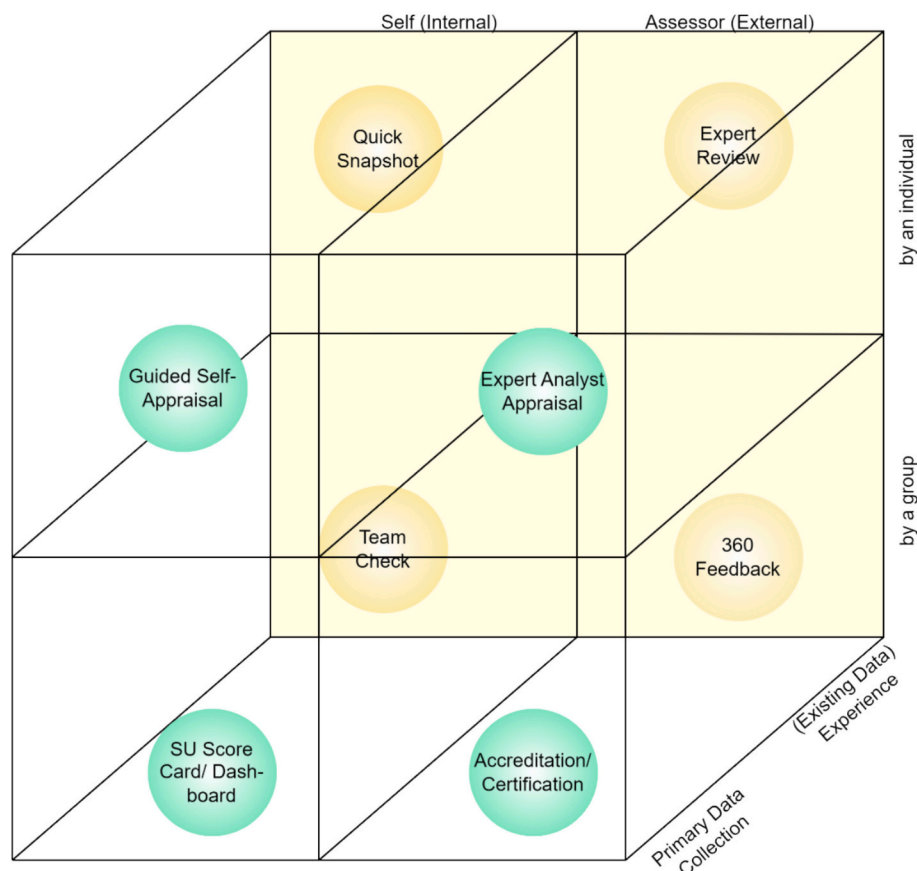 Self (Internal)
Assessor (External)
Quick
Snapshot
Expert
Review
by an individual
Guided Self-
Appraisal
Expert Analyst
Appraisal
by a group
Team
Check
360
Feedback
(Existing Data)
Experience
SU Score
Card/ Dash-
board
Accreditation/
Certification
Primary Data
Collection